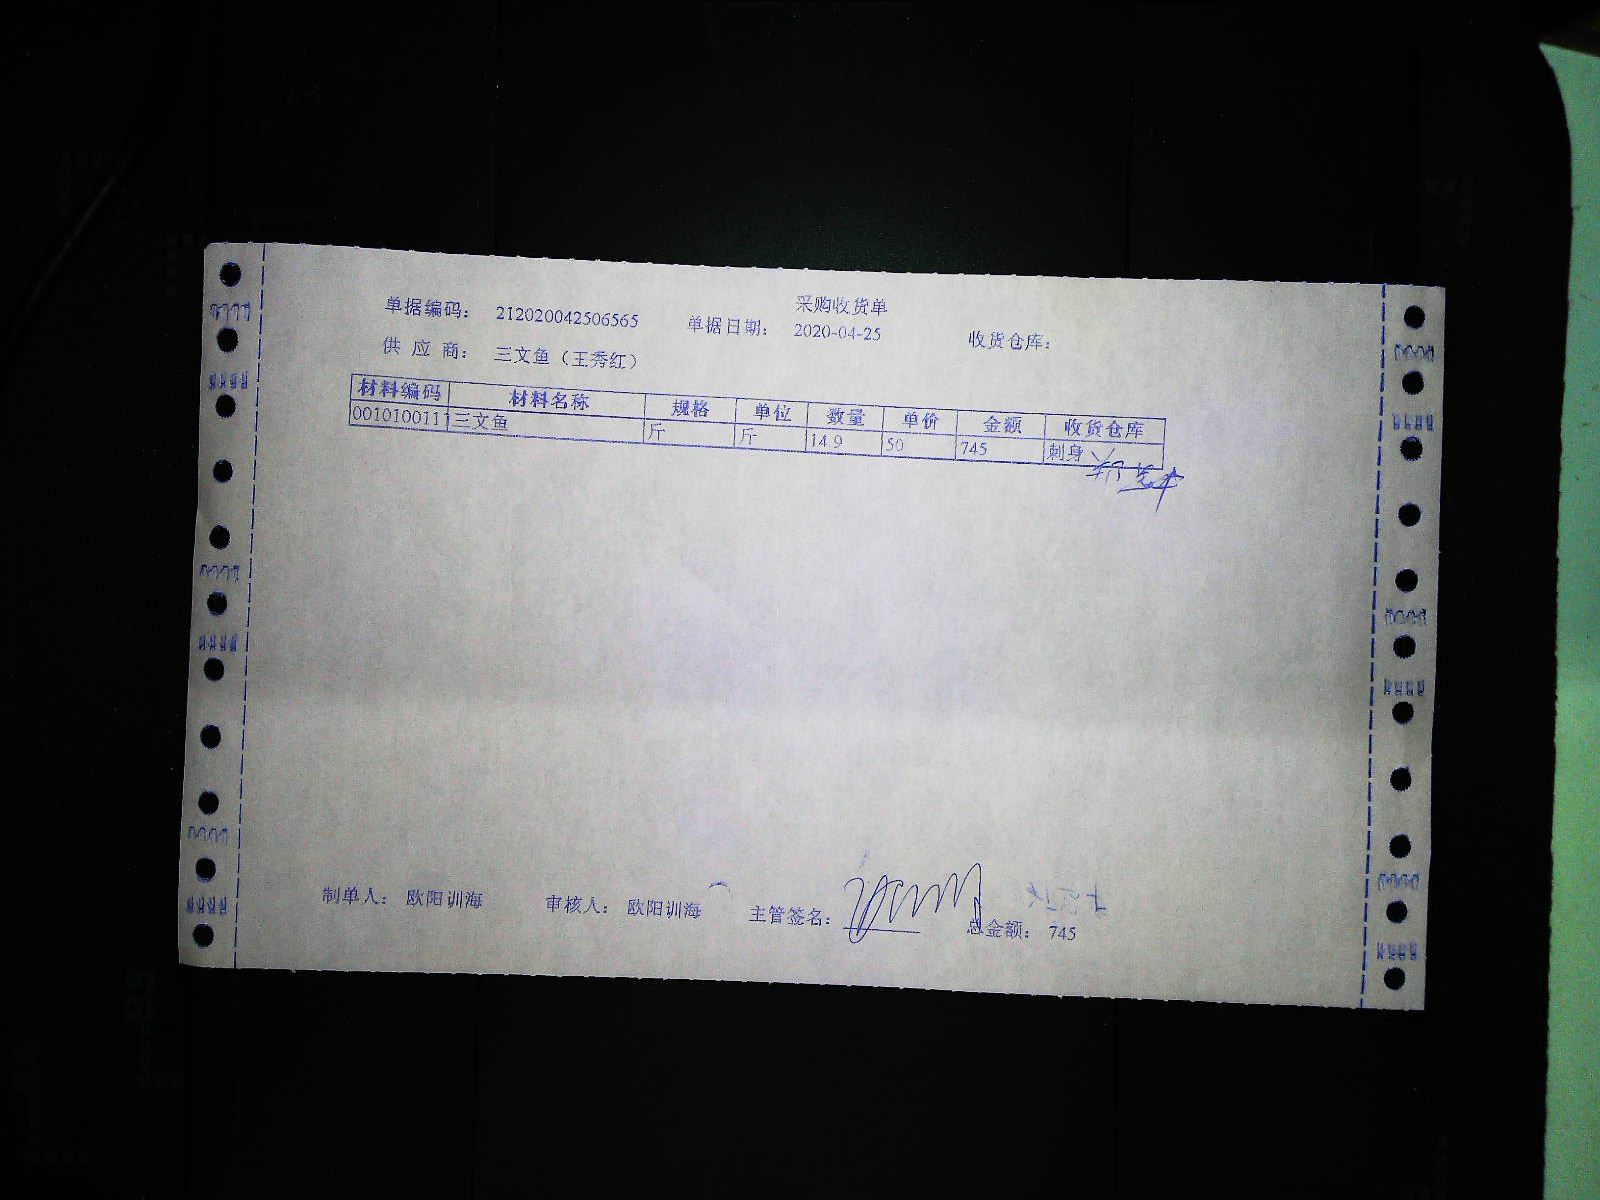 采购收货单
单据编码： 212020042506565 单据日期： 2020-04-25 收货仓库：
供 应 商： 三文鱼（王秀红）
材料编码 材料名称 规格 单位 数量 单价 金额 收货仓库
0010100111 三文鱼 斤 斤 14.9 50 745 刺身
制单人： 欧阳训海 审核人： 欧阳训海 主管签名： 总金额： 745